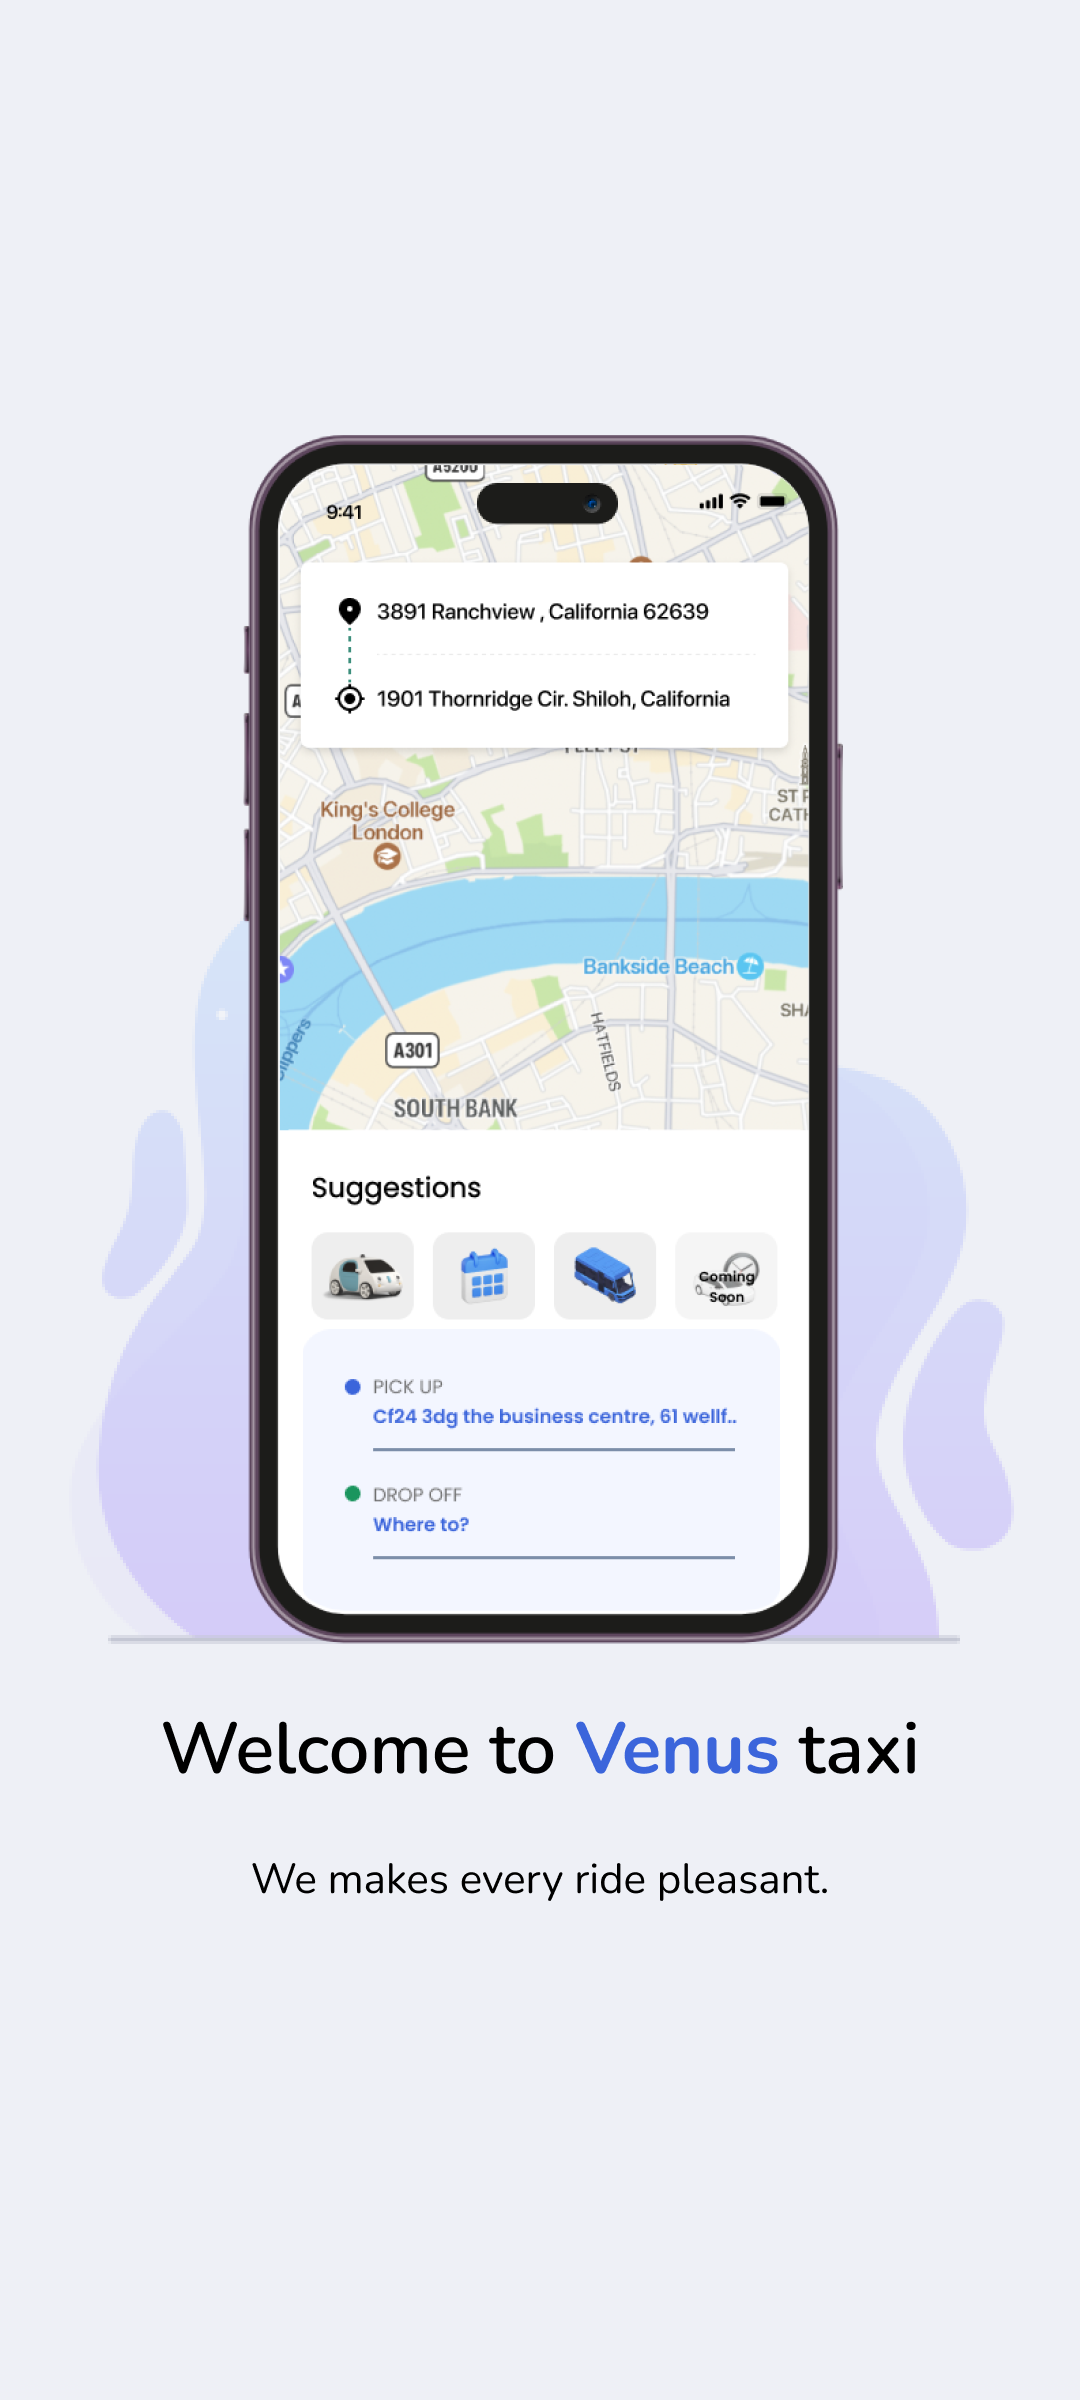 A5200
9:41
3891 Ranchview , California 62639
1901 Thornridge Cir. Shiloh, California
FLEET ST
ST P
CATH
King's College
London
Bankside Beach
SHA
HATFIELDS
A301
SOUTH BANK
Suggestions
Coming
Soon
PICK UP
Cf24 3dg the business centre, 61 wellf..
DROP OFF
Where to?
Welcome to Venus taxi
We makes every ride pleasant.